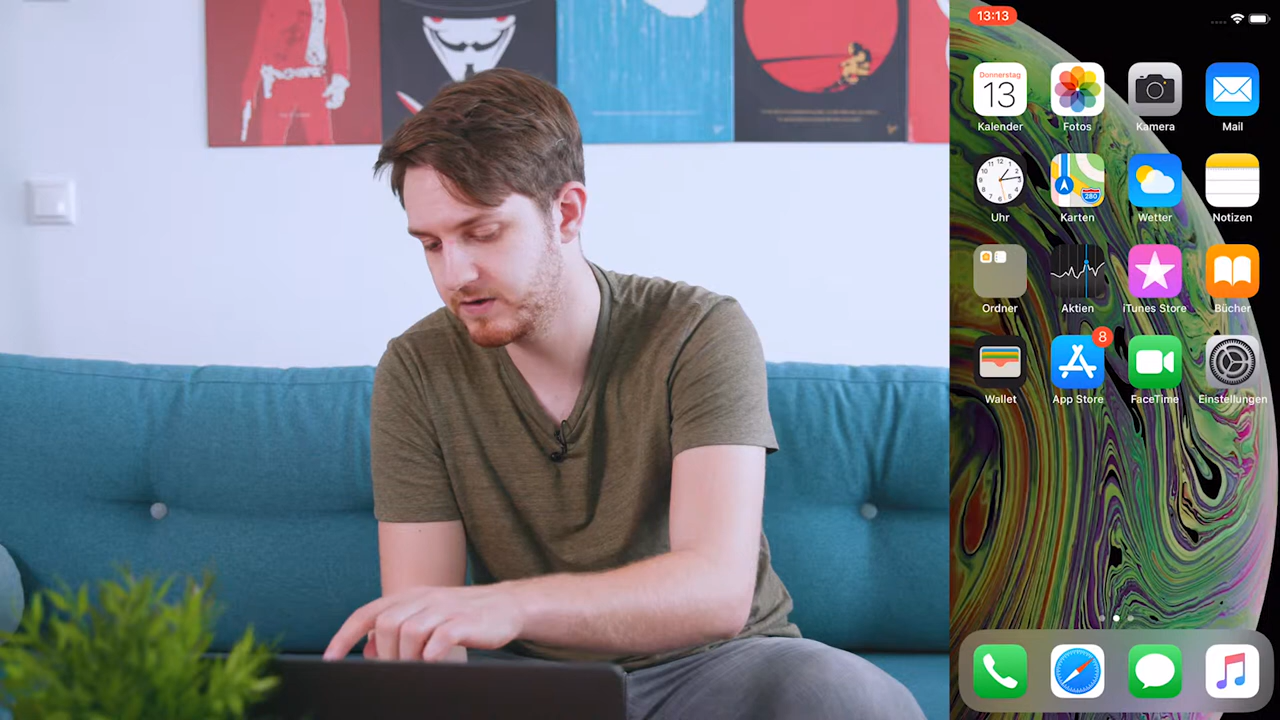 13:13
Donnerstag
13
Kalender
Fotos
Kamera
Mail
Uhr
280
Karten
Wetter
Notizen
Ordner
Aktien
iTunes Store
Bücher
8
Wallet
App Store
FaceTime
Einstellungen